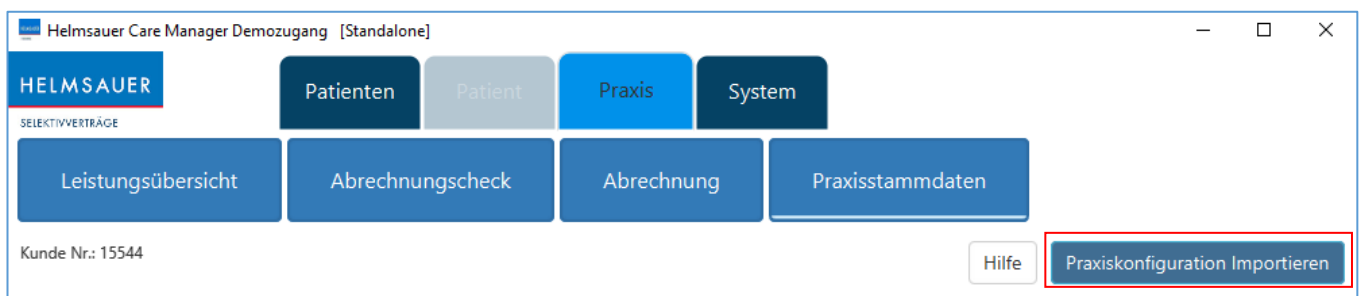 Helmsauer Care Manager Demozugang [Standalone]
HELMSAUER
SELEKTIVVERTRÄGE
Patienten Patient Praxis System
Leistungsübersicht Abrechnungscheck Abrechnung Praxisstammdaten
Kunde Nr.: 15544 Hilfe Praxiskonfiguration Importieren